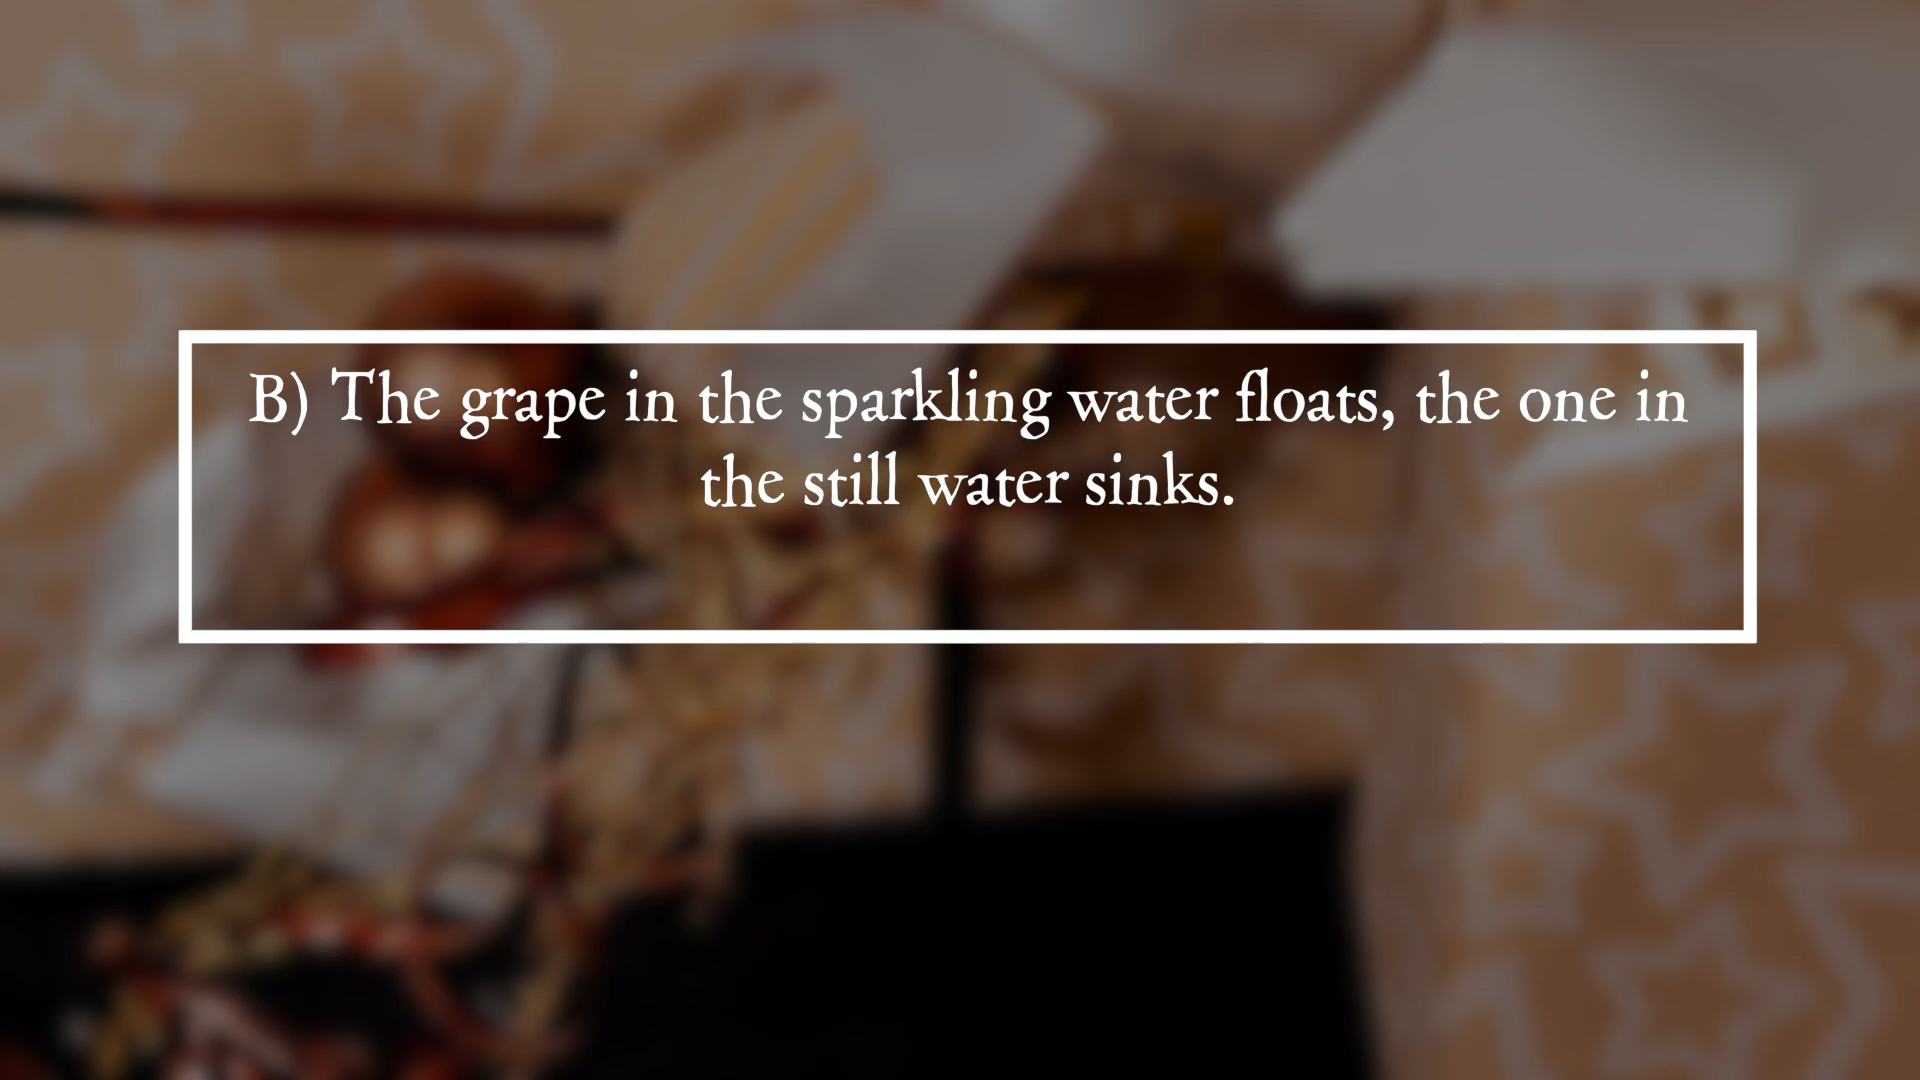 B) The grape in the sparkling water floats, the one in
the still water sinks.